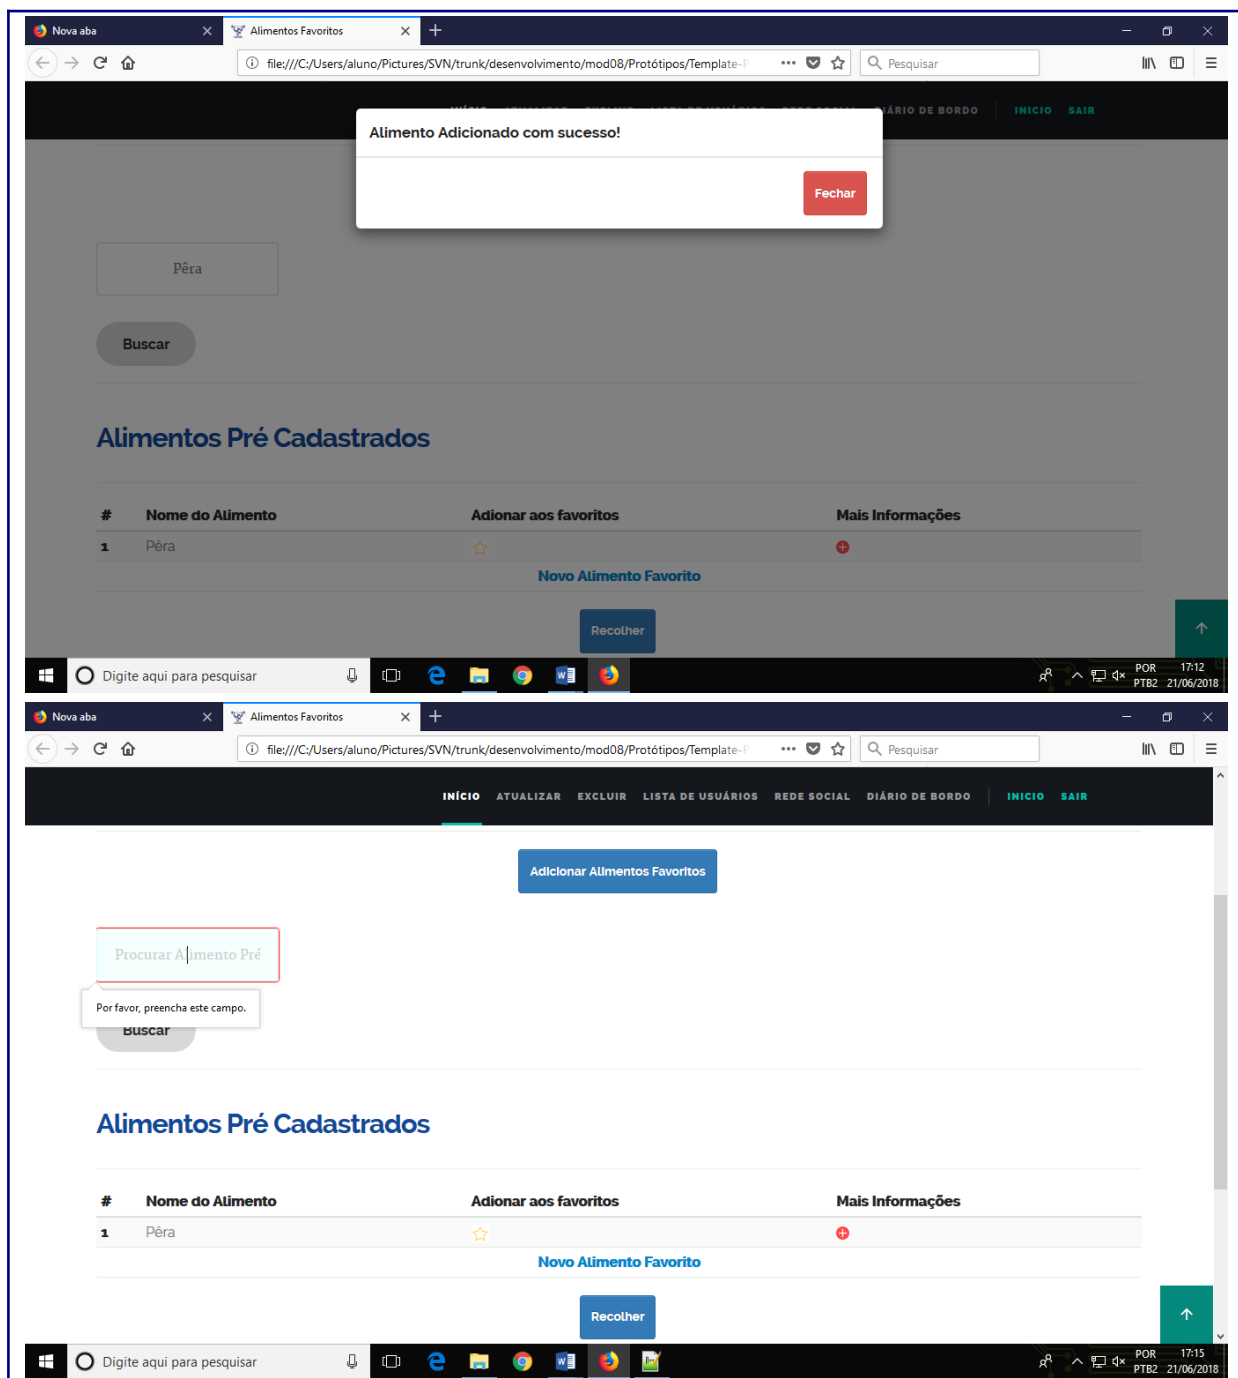 Nova aba
Alimentos Favoritos
file:///C:/Users/aluno/Pictures/SVN/trunk/desenvolvimento/mod08/Protótipos/Template-P
Pesquisar
DIÁRIO DE BORDO INICIO SAIR
Alimento Adicionado com sucesso!
Fechar
Pêra
Buscar
Alimentos Pré Cadastrados
# Nome do Alimento Adionar aos favoritos Mais Informações
1 Pêra
Novo Alimento Favorito
Recolher
Digite aqui para pesquisar
POR 17:12
PTB2 21/06/2018
Nova aba
Alimentos Favoritos
file:///C:/Users/aluno/Pictures/SVN/trunk/desenvolvimento/mod08/Protótipos/Template-P
Pesquisar
INÍCIO ATUALIZAR EXCLUIR LISTA DE USUÁRIOS REDE SOCIAL DIÁRIO DE BORDO INICIO SAIR
Adicionar Alimentos Favoritos
Procurar Alimento Pré
Por favor, preencha este campo.
Buscar
Alimentos Pré Cadastrados
# Nome do Alimento Adionar aos favoritos Mais Informações
1 Pêra
Novo Alimento Favorito
Recolher
Digite aqui para pesquisar
POR 17:15
PTB2 21/06/2018